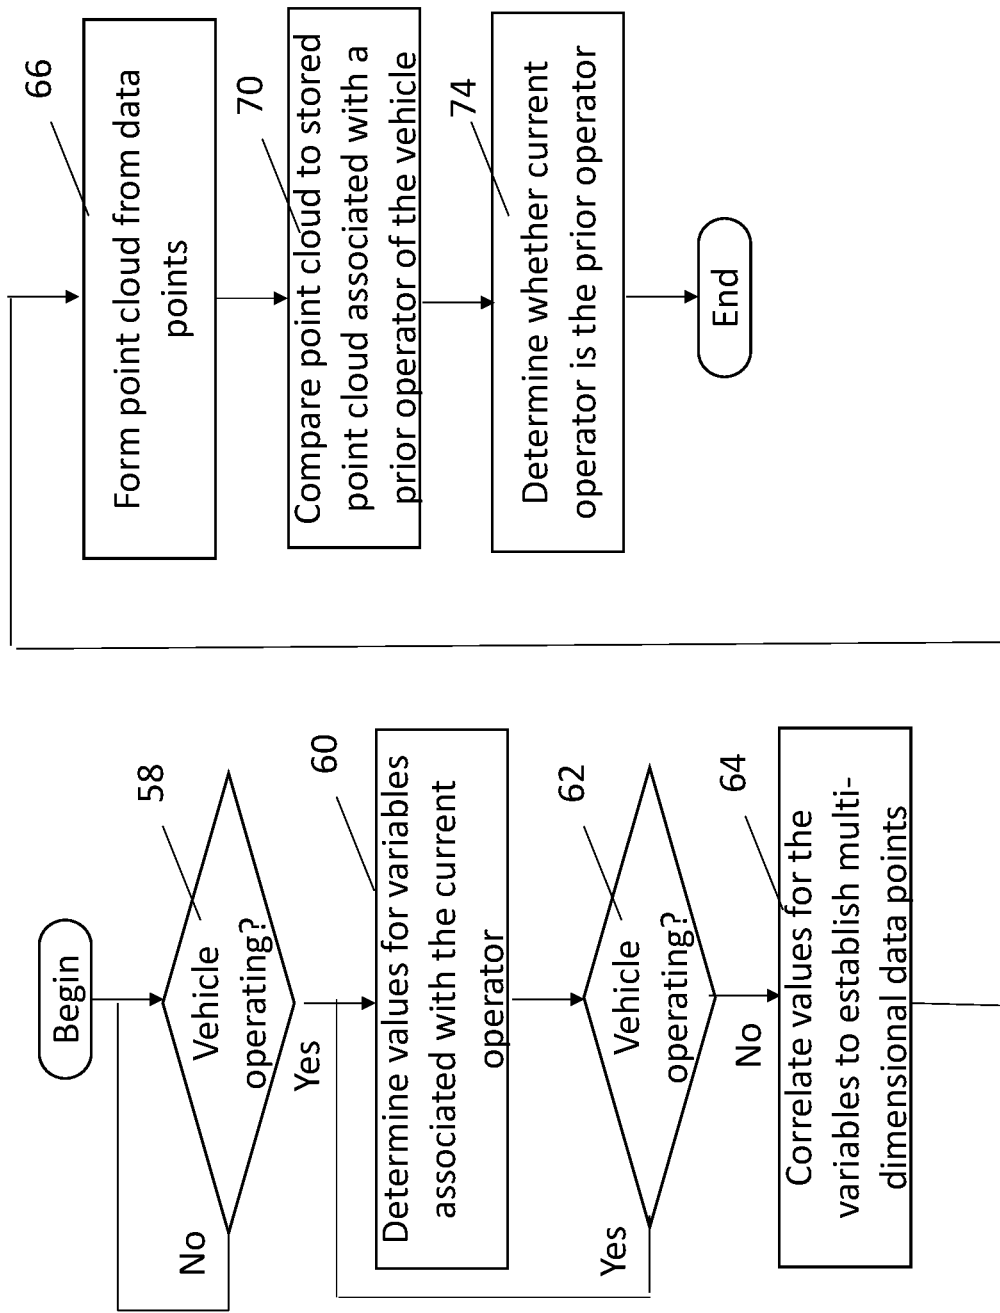 Begin
58
Vehicle
operating?
No
Yes
60
Determine values for variables
associated with the current
operator
62
Vehicle
operating?
Yes
No
64
Correlate values for the
variables to establish multi-
dimensional data points
66
Form point cloud from data
points
70
Compare point cloud to stored
point cloud associated with a
prior operator of the vehicle
74
Determine whether current
operator is the prior operator
End